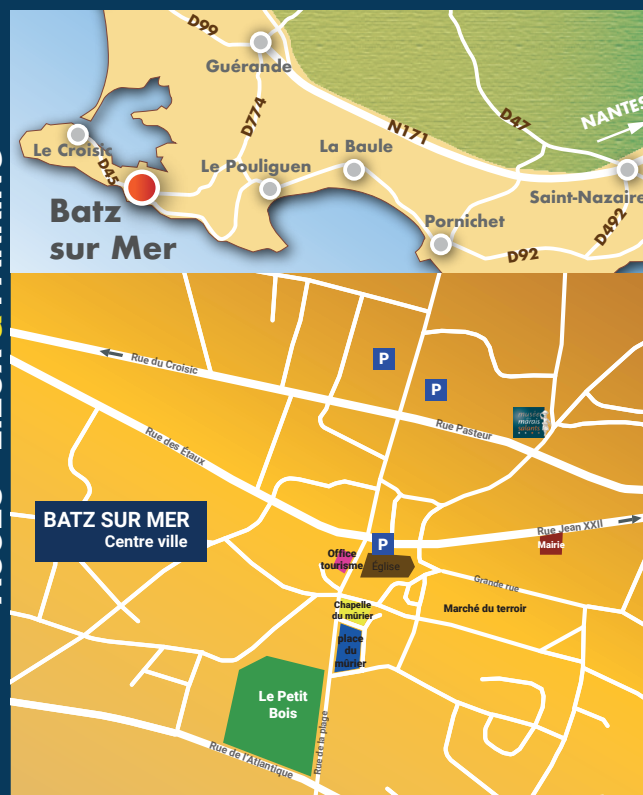 D99
Guérande
D774
N171
D47
NANTES
Le Croisic
D45
La Baule
Le Pouliguen
Saint-Nazaire
Batz
sur Mer
Pornichet
D492
D92
P
Rue du Croisic
P
musée
marais
salants
Rue Pasteur
Rue des Étaux
BATZ SUR MER
Centre ville
Rue Jean XXII
P
Mairie
Office
tourisme
Église
Grande rue
Chapelle
du mûrier
Marché du terroir
place
du
mûrier
Le Petit
Bois
Rue de la plage
Rue de l'Atlantique